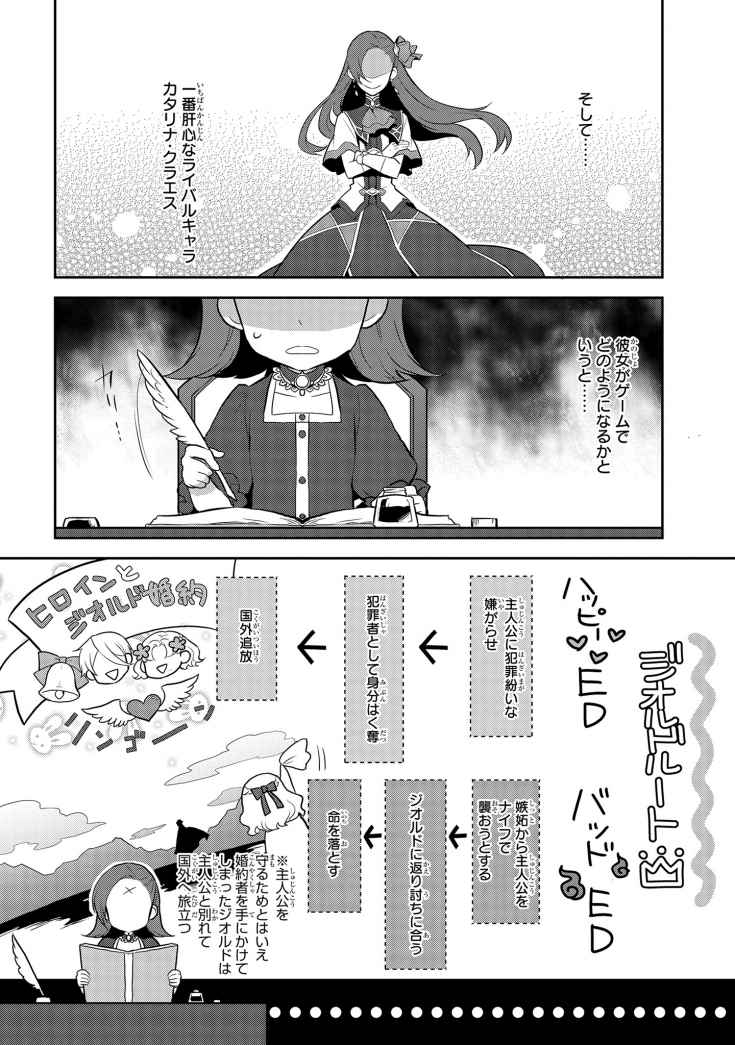 そして……
一番肝心なライバルキャラ
カタリナ・クラエス
彼女がゲームで
どのようになるかと
いうと……
カリ
ジオルドルート
ハッピーED
主人公に犯罪紛いな
嫌がらせ
犯罪者として身分はく奪
国外追放
ヒロインと
ジオルド婚約
リンゴーン
バッドED
嫉妬から主人公を
ナイフで
襲おうとする
ジオルドに返り討ちに合う
命を落とす
※主人公を
守るためとはいえ
婚約者を手にかけて
しまったジオルドは
主人公と別れて
国外へ旅立つ